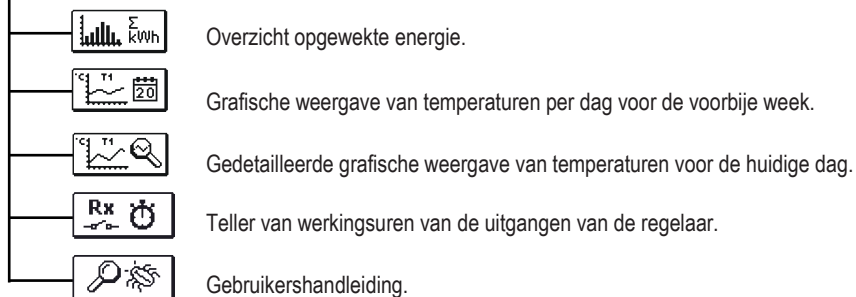 Σ
kWh
Overzicht opgewekte energie.
°C T1 20
Grafische weergave van temperaturen per dag voor de voorbije week.
°C T1
Gedetailleerde grafische weergave van temperaturen voor de huidige dag.
Rx
Teller van werkingsuren van de uitgangen van de regelaar.
Gebruikershandleiding.